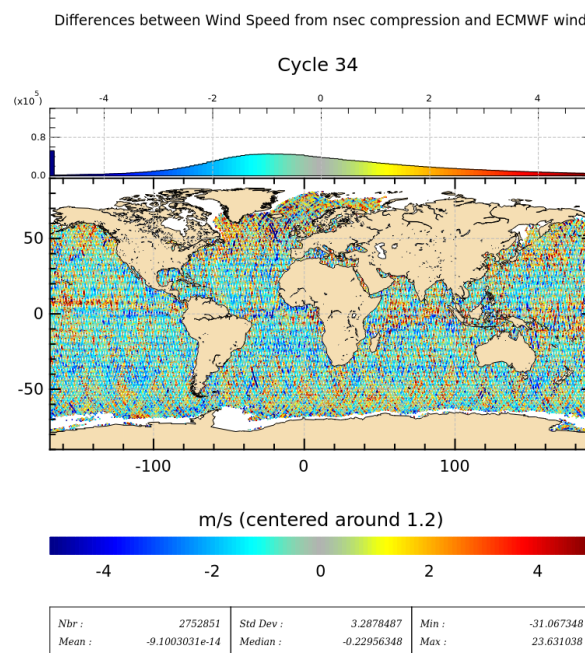 Differences between Wind Speed from nsec compression and ECMWF wind
Cycle 34
(x10⁵)
-4 -2 0 2 4
0.8
0.0
50
0
-50
-100 0 100
m/s (centered around 1.2)
-4 -2 0 2 4
Nbr : 2752851 Std Dev : 3.2878487 Min : -31.067348
Mean : -9.1003031e-14 Median : -0.22956348 Max : 23.631038